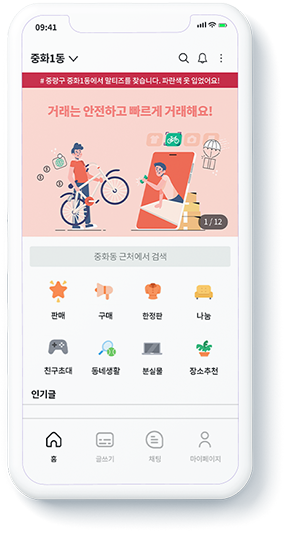 09:41
중화1동
# 중랑구 중화1동에서 말티즈를 찾습니다. 파란색 옷 입었어요!
거래는 안전하고 빠르게 거래해요!
1 / 12
중화동 근처에서 검색
판매 구매 한정판 나눔
친구초대 동네생활 분실물 장소추천
인기글
홈 글쓰기 채팅 마이페이지